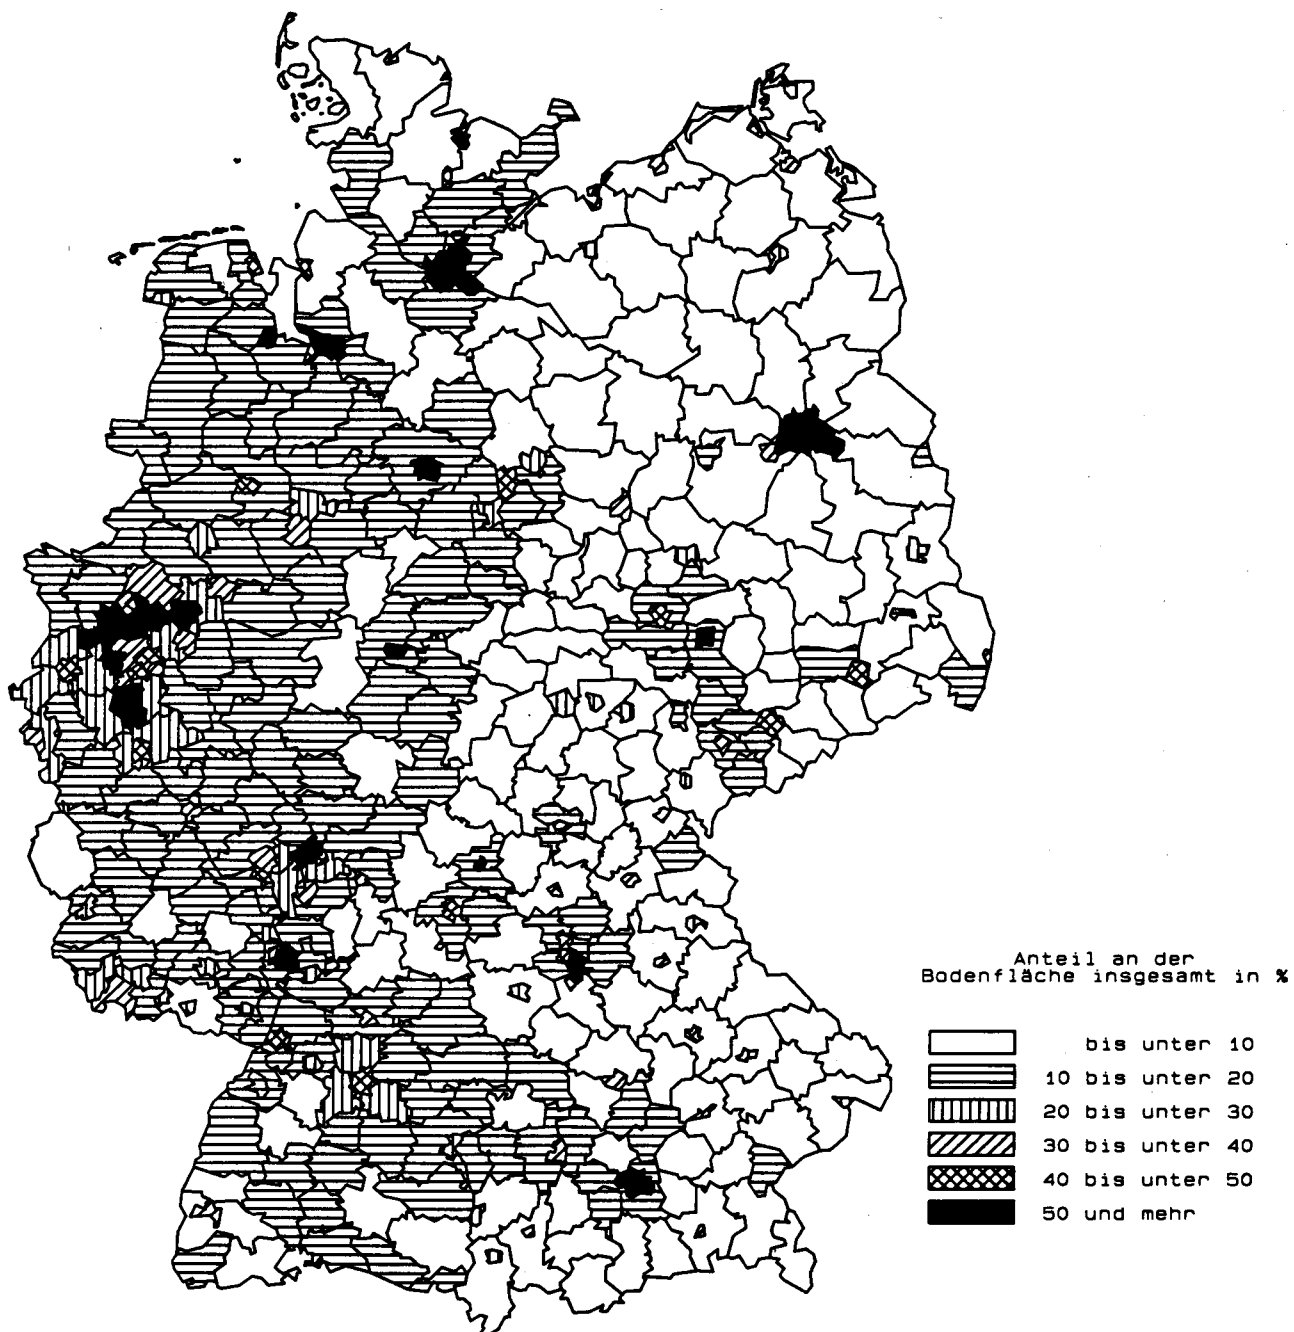 Anteil an der
Bodenfläche insgesamt in %
bis unter 10
10 bis unter 20
20 bis unter 30
30 bis unter 40
40 bis unter 50
50 und mehr